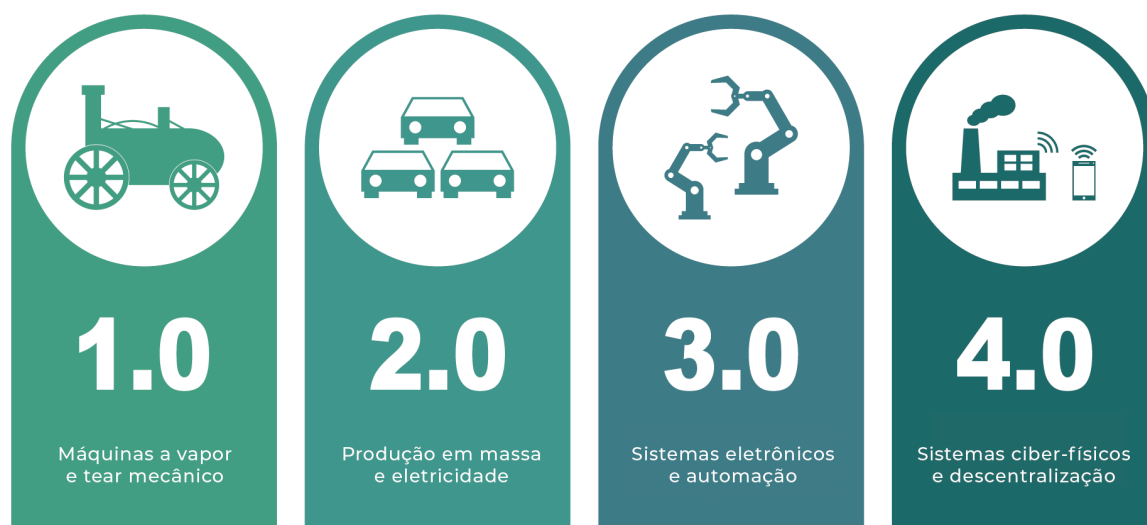 1.0
Máquinas a vapor
e tear mecânico
2.0
Produção em massa
e eletricidade
3.0
Sistemas eletrônicos
e automação
4.0
Sistemas ciber-físicos
e descentralização